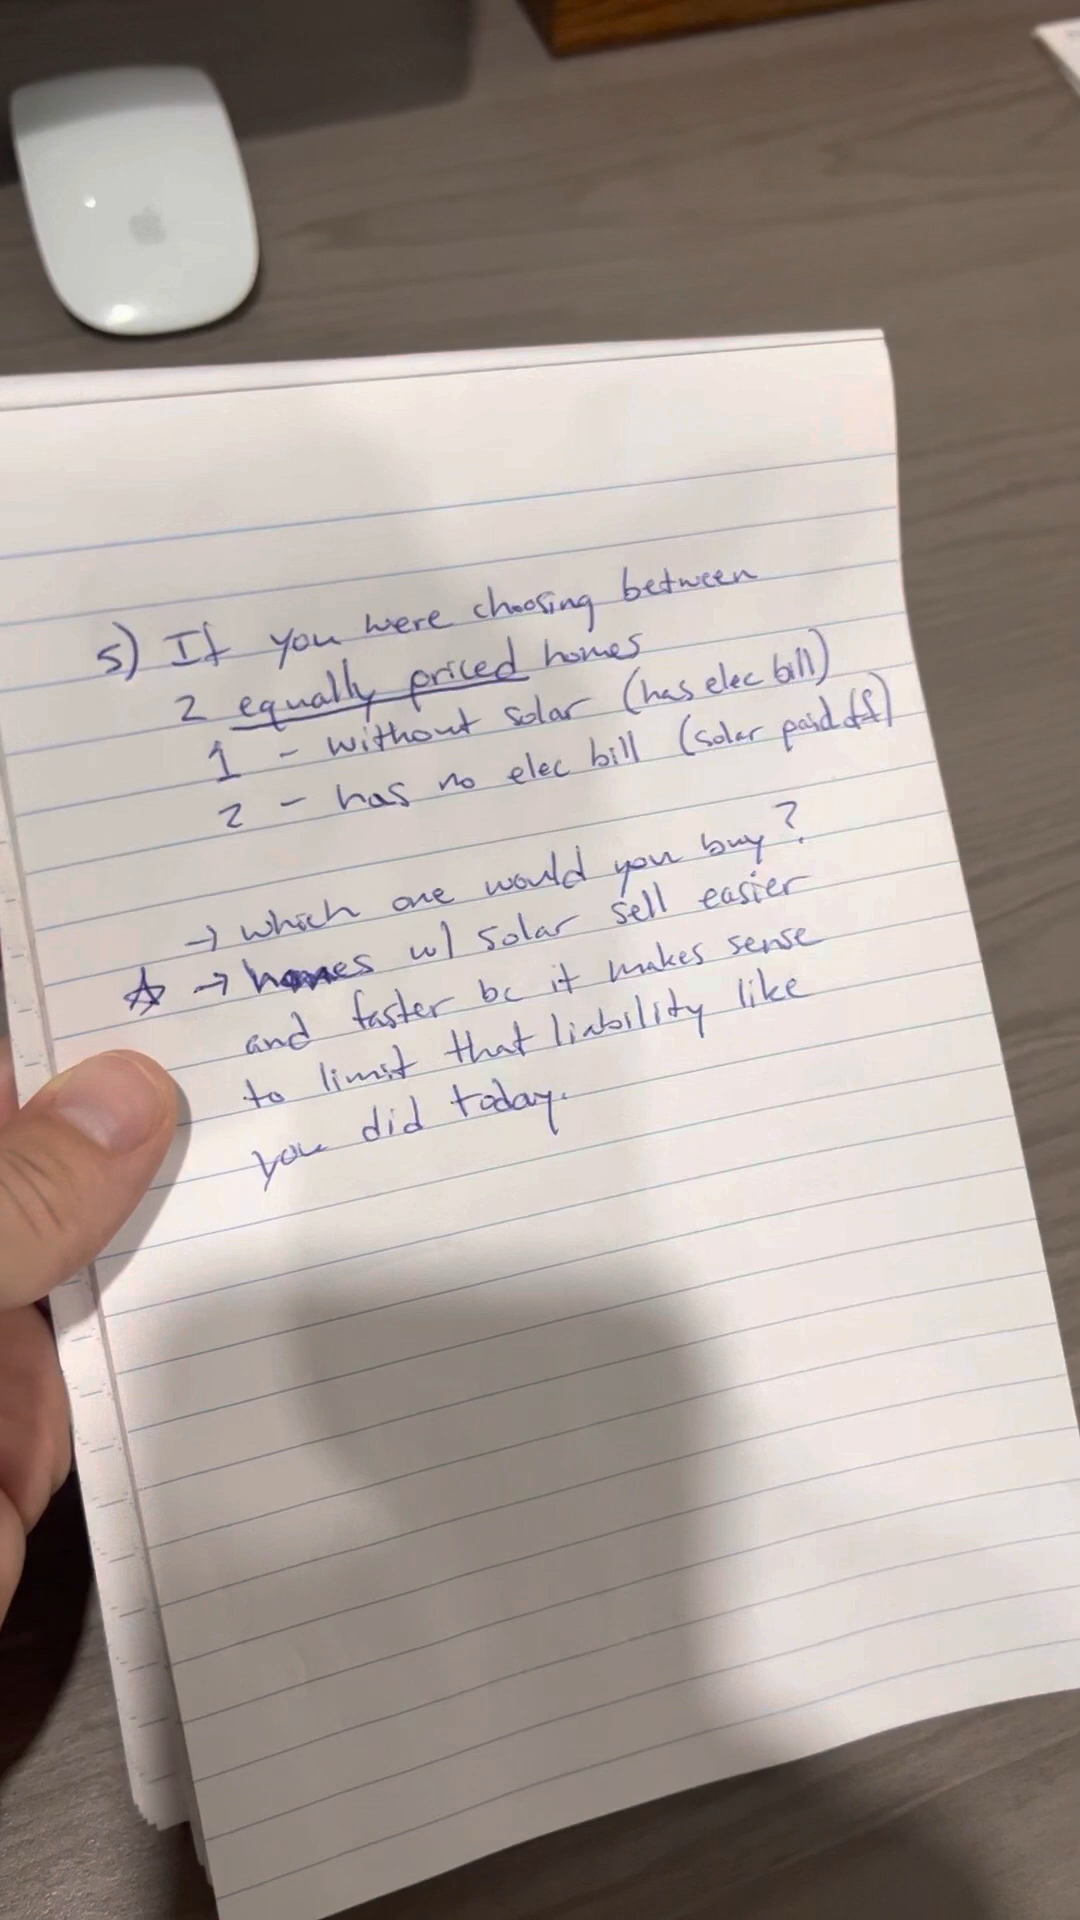 5) If you were choosing between
2 equally priced homes
1 - without solar (has elec bill)
2 - has no elec bill (solar paid off)
→ which one would you buy?
☆ → homes w/ solar sell easier
and faster bc it makes sense
to limit that liability like
you did today.